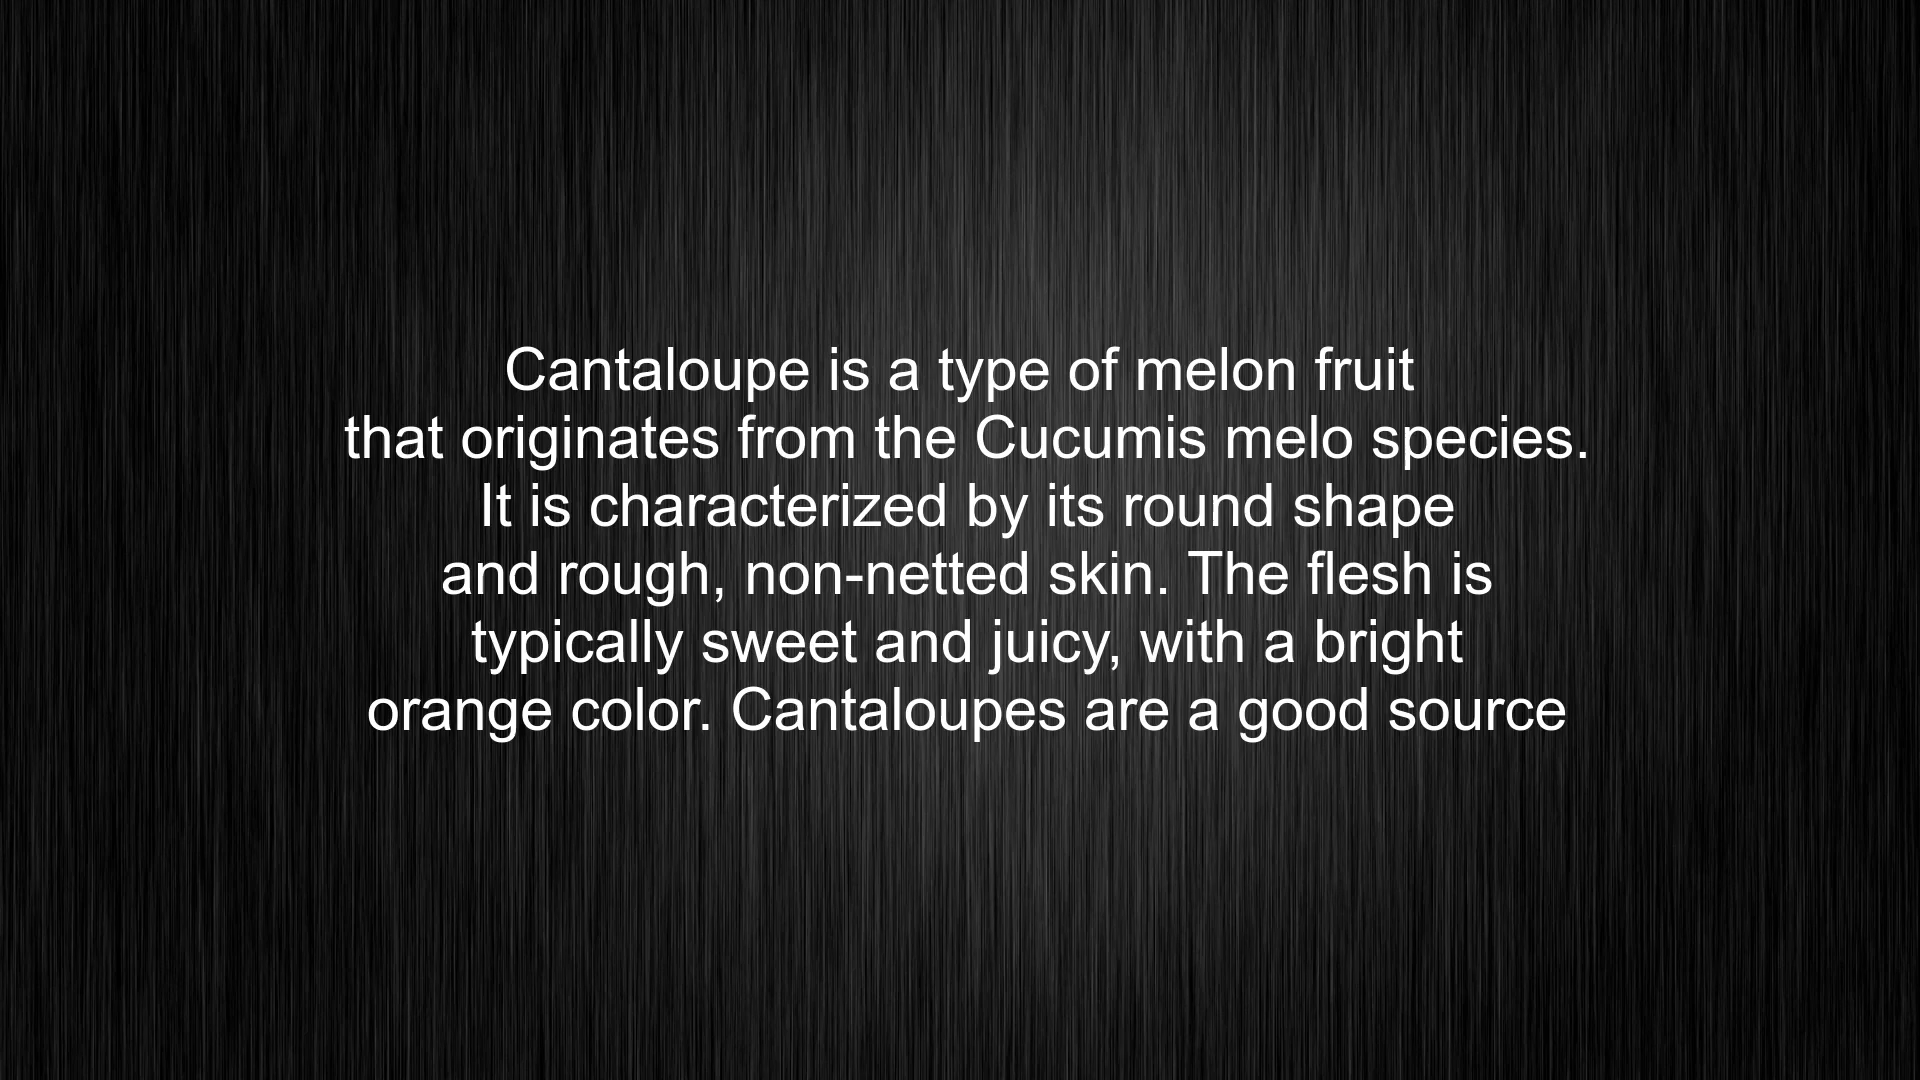 Cantaloupe is a type of melon fruit
that originates from the Cucumis melo species.
It is characterized by its round shape
and rough, non-netted skin. The flesh is
typically sweet and juicy, with a bright
orange color. Cantaloupes are a good source